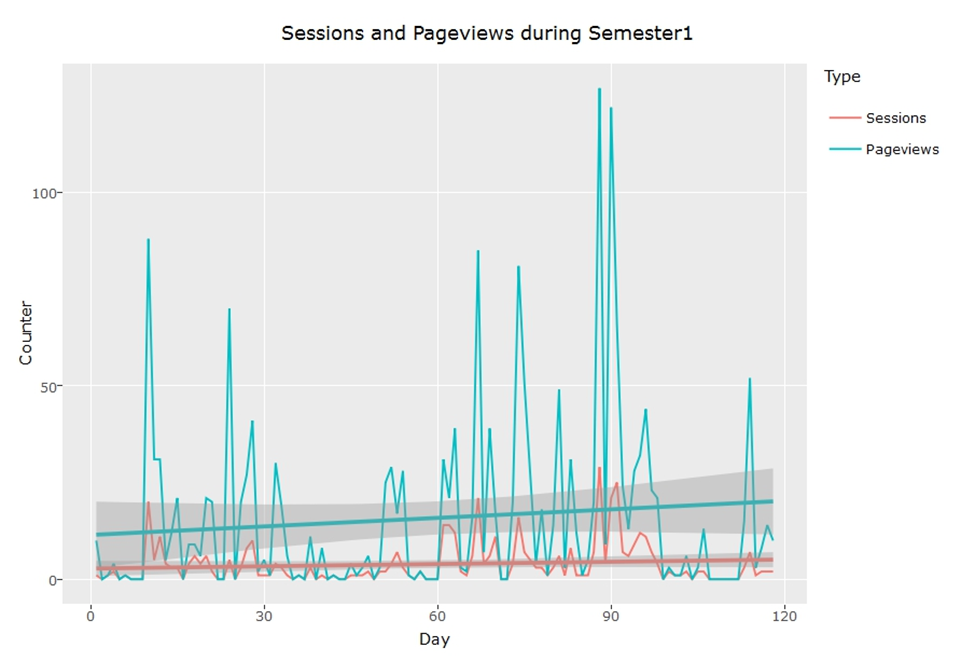 Sessions and Pageviews during Semester1
Type
Sessions
Pageviews
Counter
100
50
0
0 30 60 90 120
Day